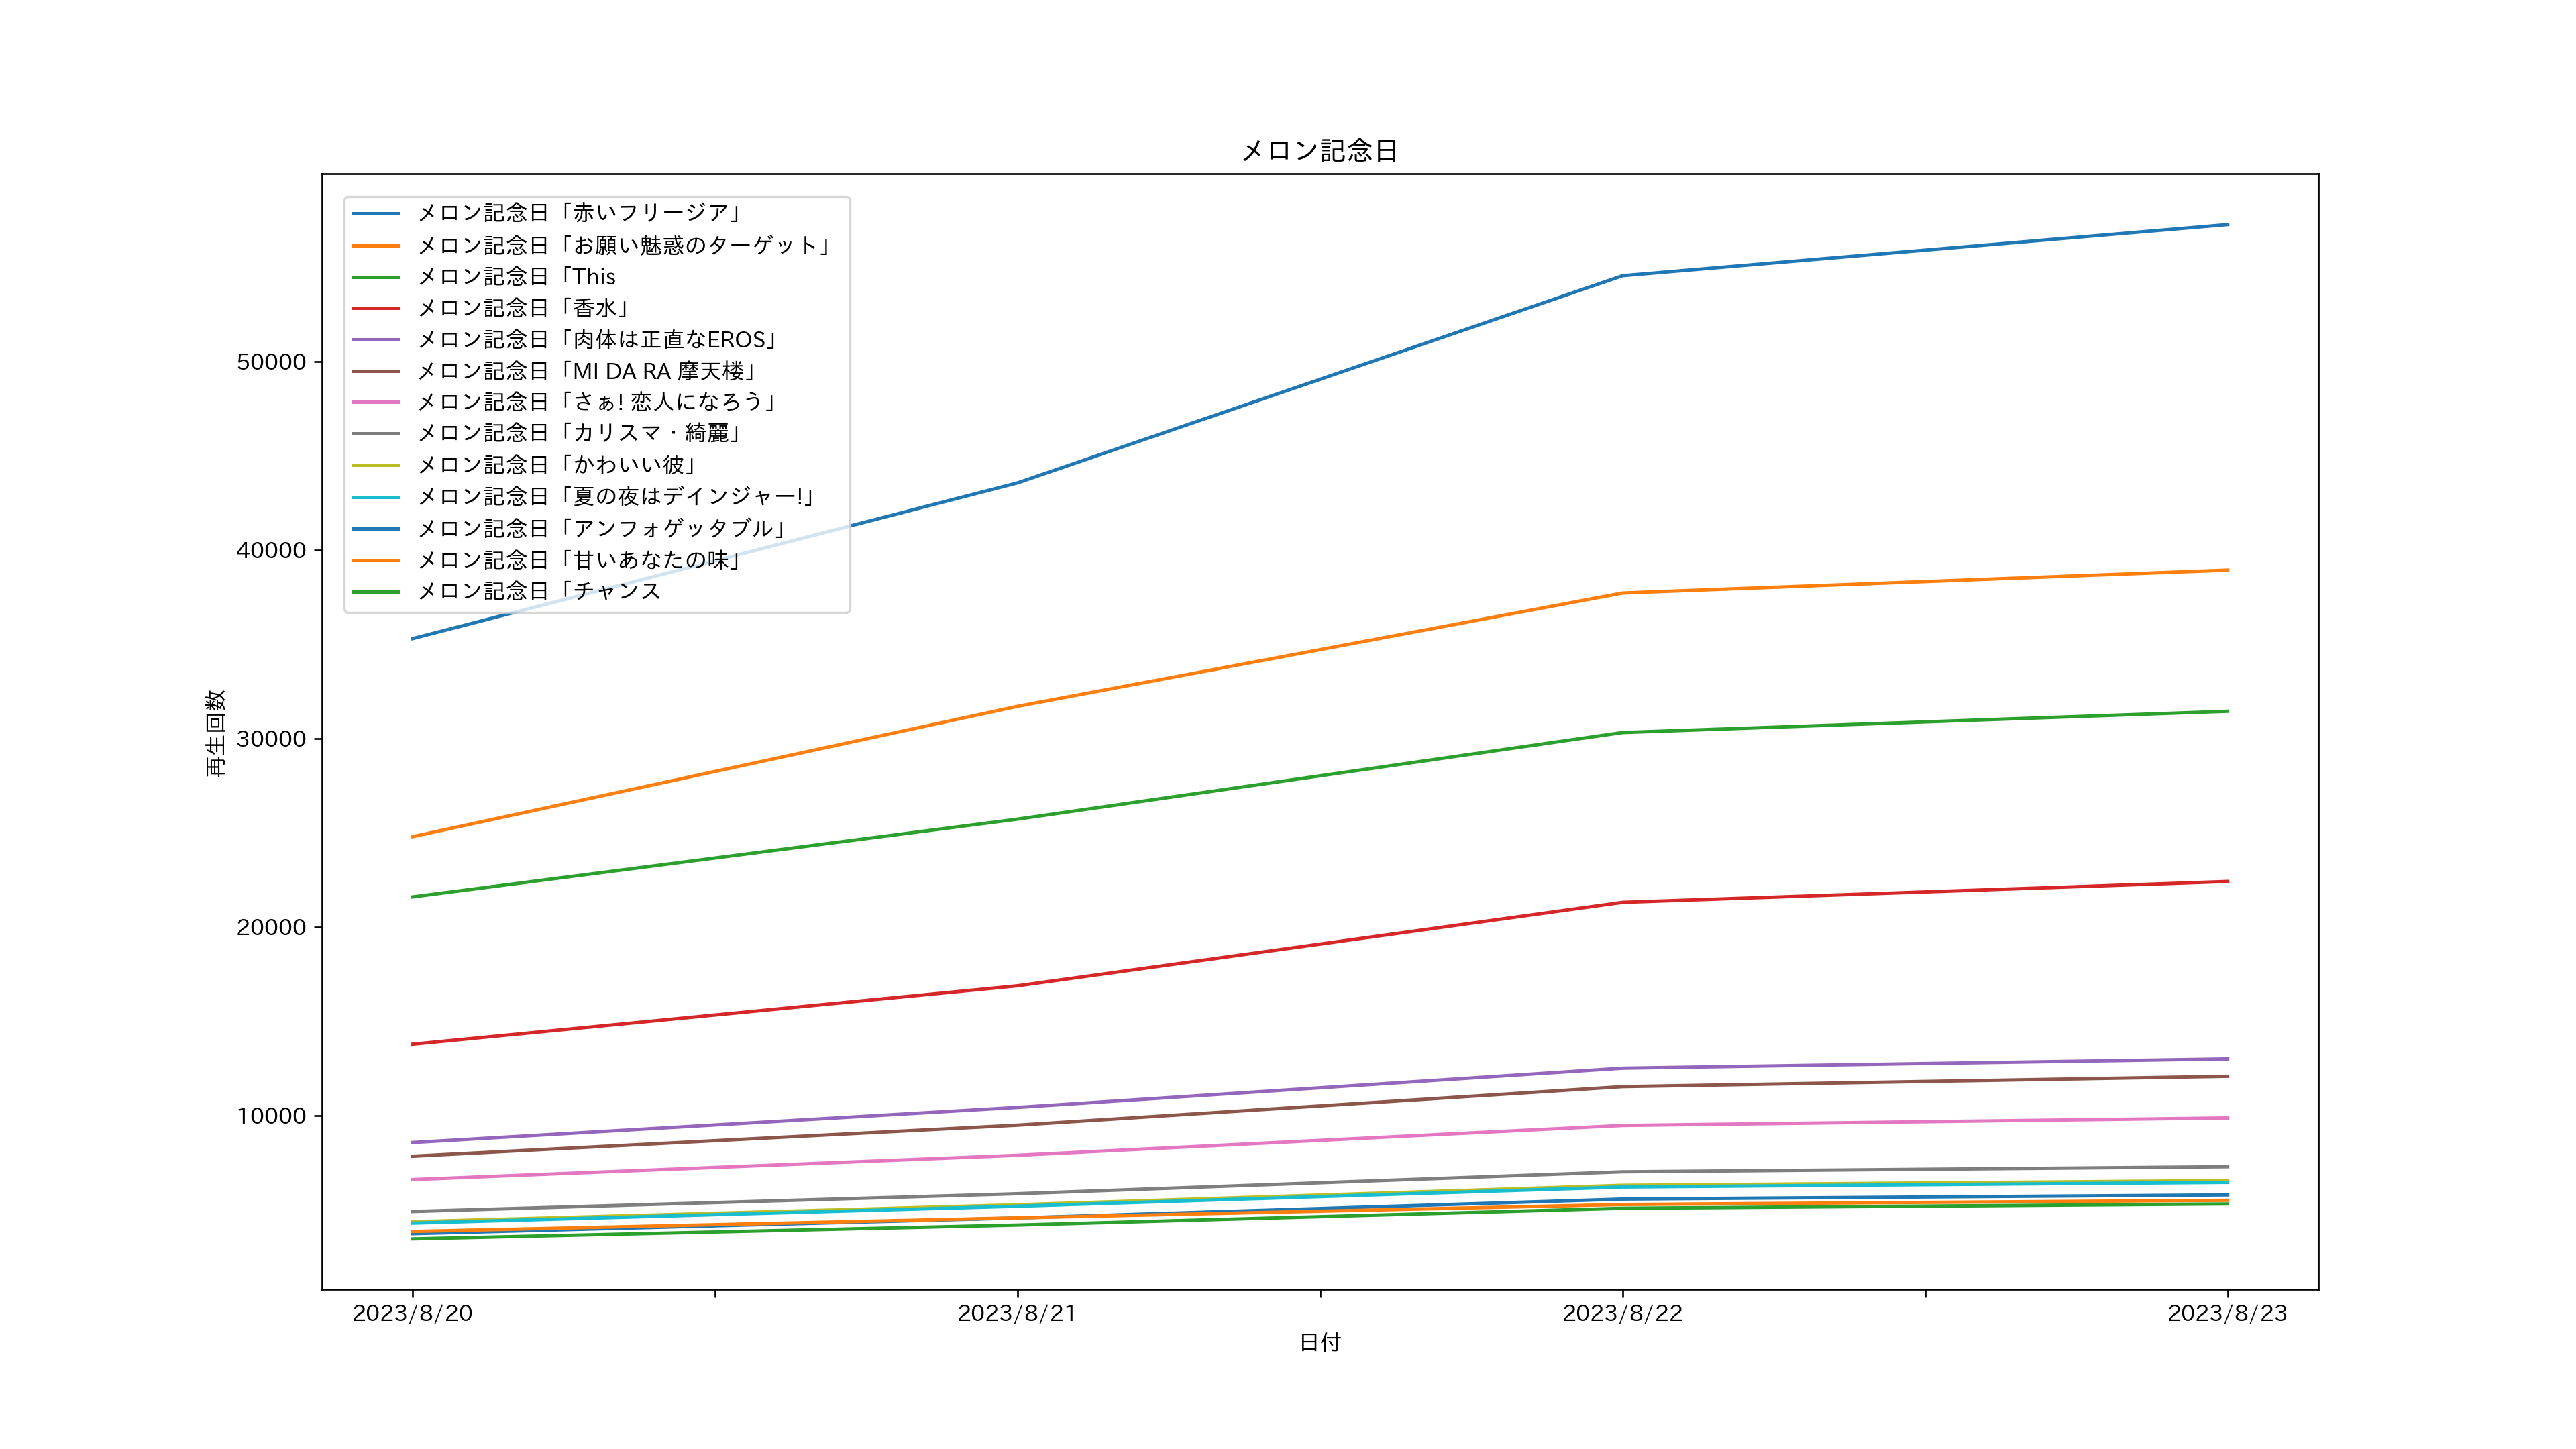 メロン記念日
メロン記念日「赤いフリージア」
メロン記念日「お願い魅惑のターゲット」
メロン記念日「This
メロン記念日「香水」
メロン記念日「肉体は正直なEROS」
メロン記念日「MI DA RA 摩天楼」
メロン記念日「さぁ! 恋人になろう」
メロン記念日「カリスマ・綺麗」
メロン記念日「かわいい彼」
メロン記念日「夏の夜はデインジャー!」
メロン記念日「アンフォゲッタブル」
メロン記念日「甘いあなたの味」
メロン記念日「チャンス
50000
40000
30000
20000
10000
再生回数
2023/8/20 2023/8/21 2023/8/22 2023/8/23
日付